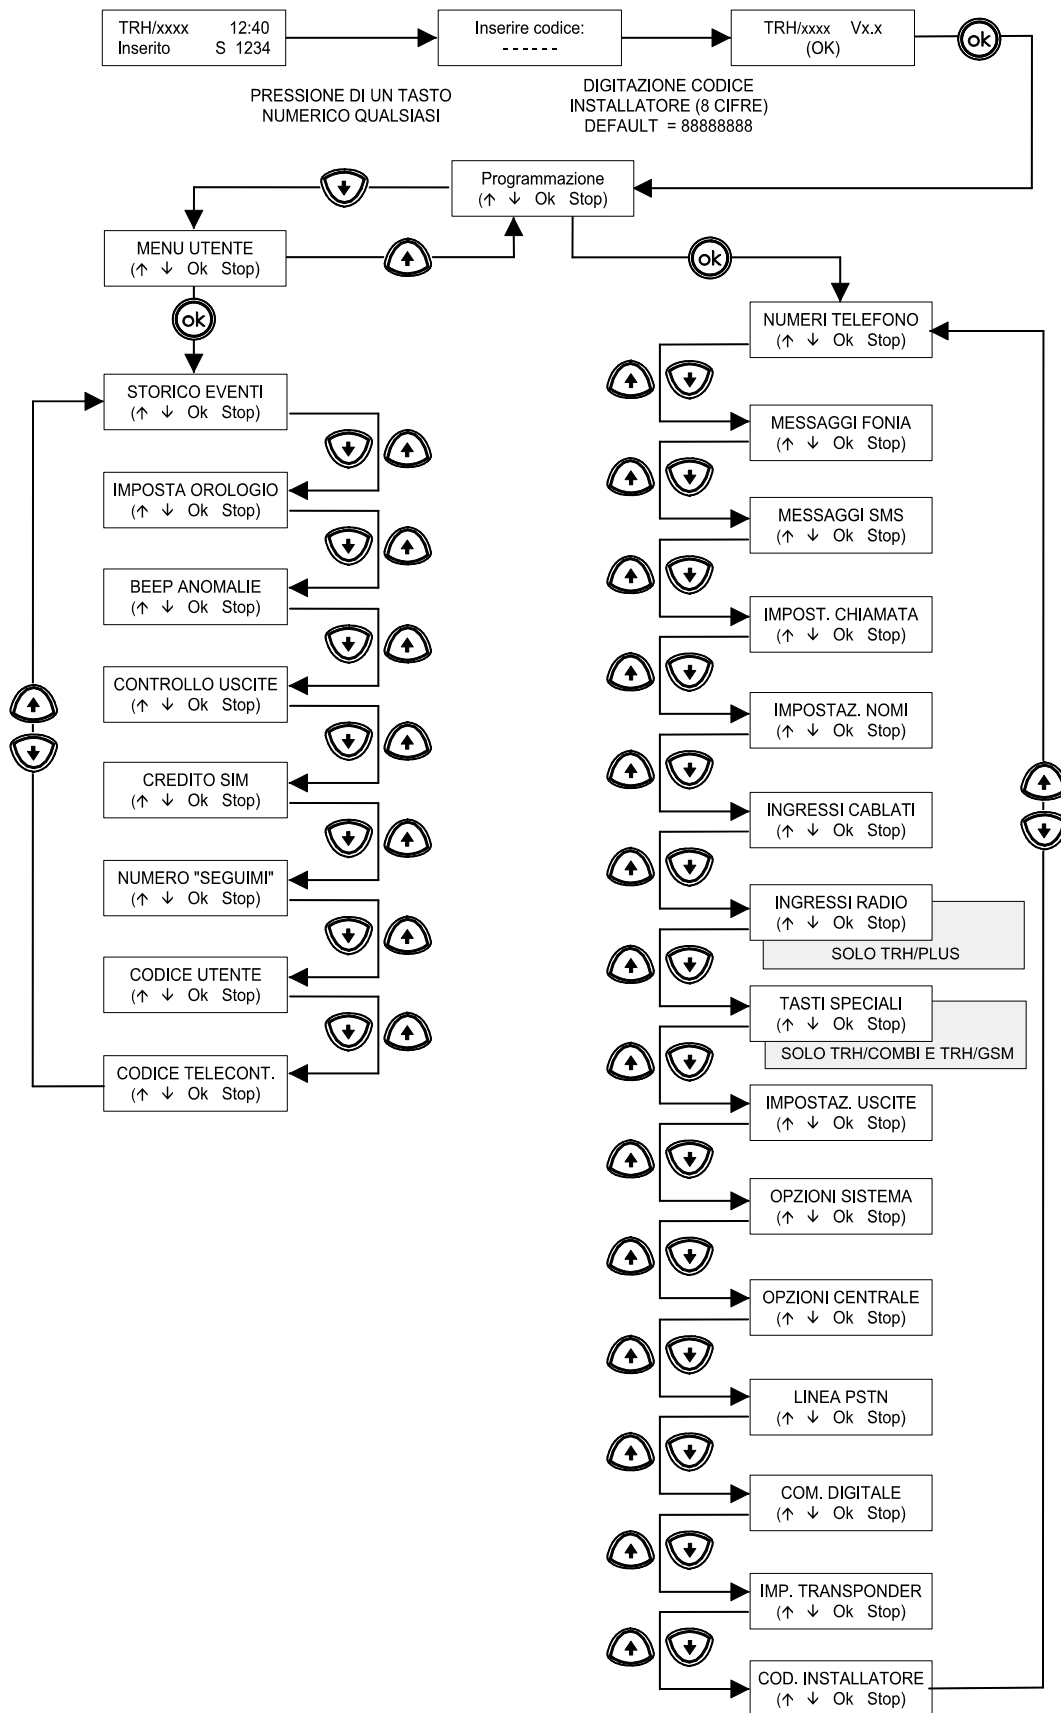 TRH/xxxx 12:40
Inserito S 1234
Inserire codice:
- - - - - -
TRH/xxxx Vx.x
(OK)
ok
PRESSIONE DI UN TASTO
NUMERICO QUALSIASI
DIGITAZIONE CODICE
INSTALLATORE (8 CIFRE)
DEFAULT = 88888888
Programmazione
(↑ ↓ Ok Stop)
MENU UTENTE
(↑ ↓ Ok Stop)
ok
ok
STORICO EVENTI
(↑ ↓ Ok Stop)
IMPOSTA OROLOGIO
(↑ ↓ Ok Stop)
BEEP ANOMALIE
(↑ ↓ Ok Stop)
CONTROLLO USCITE
(↑ ↓ Ok Stop)
CREDITO SIM
(↑ ↓ Ok Stop)
NUMERO "SEGUIMI"
(↑ ↓ Ok Stop)
CODICE UTENTE
(↑ ↓ Ok Stop)
CODICE TELECONT.
(↑ ↓ Ok Stop)
NUMERI TELEFONO
(↑ ↓ Ok Stop)
MESSAGGI FONIA
(↑ ↓ Ok Stop)
MESSAGGI SMS
(↑ ↓ Ok Stop)
IMPOST. CHIAMATA
(↑ ↓ Ok Stop)
IMPOSTAZ. NOMI
(↑ ↓ Ok Stop)
INGRESSI CABLATI
(↑ ↓ Ok Stop)
INGRESSI RADIO
(↑ ↓ Ok Stop)
SOLO TRH/PLUS
TASTI SPECIALI
(↑ ↓ Ok Stop)
SOLO TRH/COMBI E TRH/GSM
IMPOSTAZ. USCITE
(↑ ↓ Ok Stop)
OPZIONI SISTEMA
(↑ ↓ Ok Stop)
OPZIONI CENTRALE
(↑ ↓ Ok Stop)
LINEA PSTN
(↑ ↓ Ok Stop)
COM. DIGITALE
(↑ ↓ Ok Stop)
IMP. TRANSPONDER
(↑ ↓ Ok Stop)
COD. INSTALLATORE
(↑ ↓ Ok Stop)